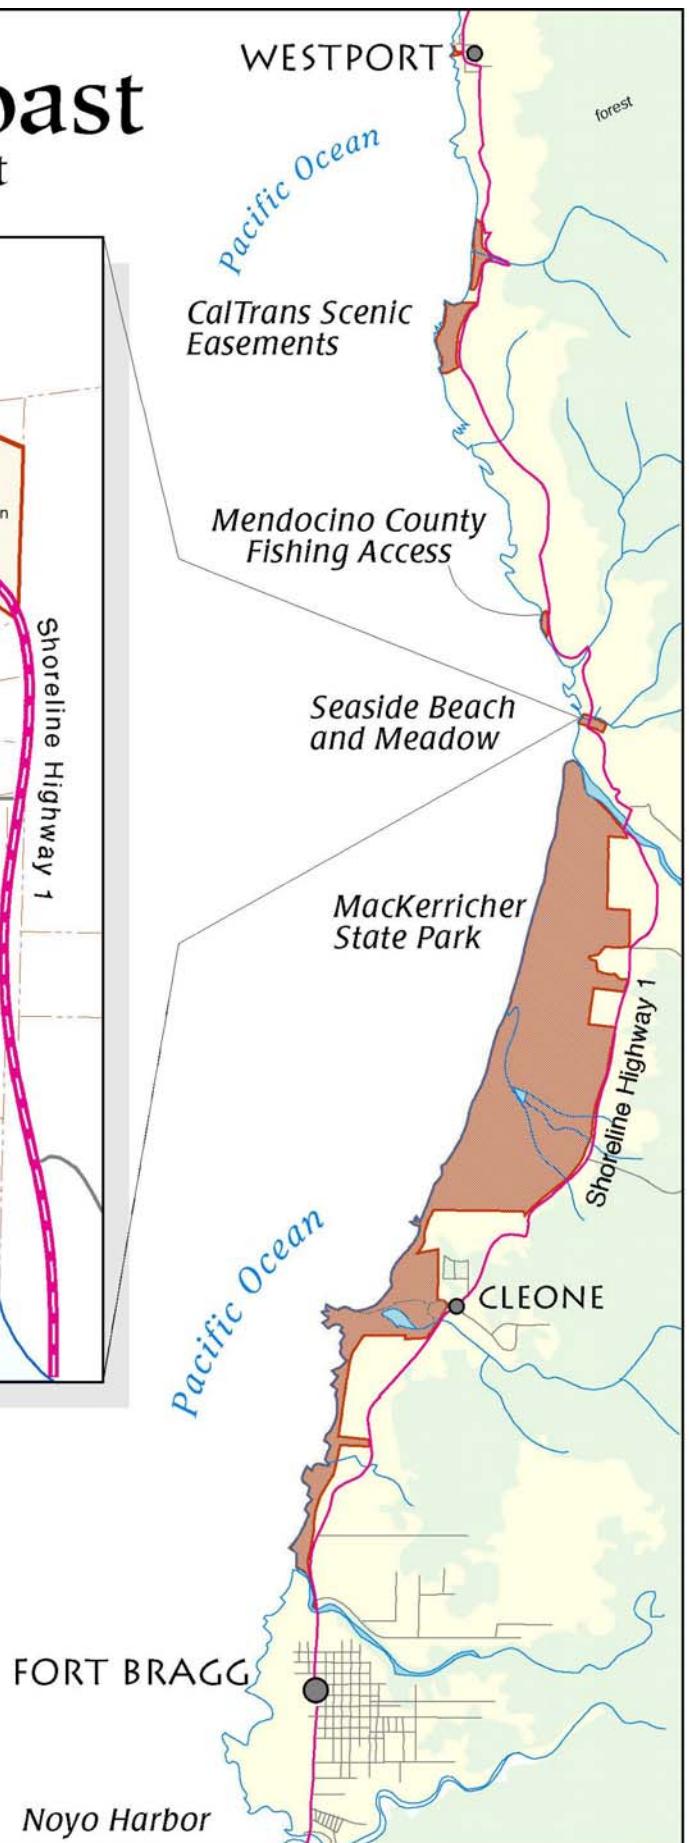 WESTPORT
oast
t
forest
Pacific Ocean
CalTrans Scenic
Easements
Mendocino County
Fishing Access
n
Shoreline Highway 1
Seaside Beach
and Meadow
MacKerricher
State Park
Shoreline Highway 1
Pacific Ocean
CLEONE
FORT BRAGG
Noyo Harbor